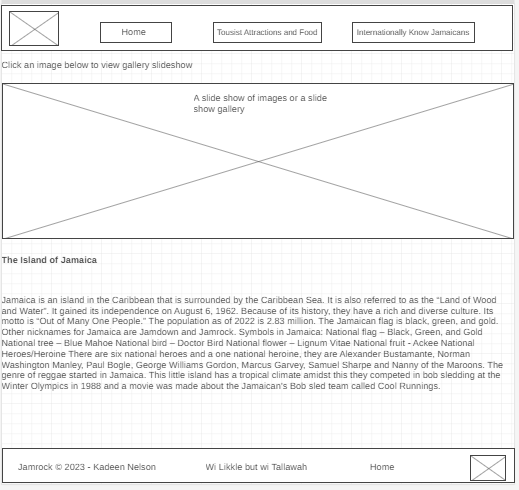 Home
Tousist Attractions and Food
Internationally Know Jamaicans
Click an image below to view gallery slideshow
A slide show of images or a slide
show gallery
The Island of Jamaica
Jamaica is an island in the Caribbean that is surrounded by the Caribbean Sea. It is also referred to as the “Land of Wood
and Water”. It gained its independence on August 6, 1962. Because of its history, they have a rich and diverse culture. Its
motto is “Out of Many One People.” The population as of 2022 is 2.83 million. The Jamaican flag is black, green, and gold.
Other nicknames for Jamaica are Jamdown and Jamrock. Symbols in Jamaica: National flag – Black, Green, and Gold
National tree – Blue Mahoe National bird – Doctor Bird National flower – Lignum Vitae National fruit - Ackee National
Heroes/Heroine There are six national heroes and a one national heroine, they are Alexander Bustamante, Norman
Washington Manley, Paul Bogle, George Williams Gordon, Marcus Garvey, Samuel Sharpe and Nanny of the Maroons. The
genre of reggae started in Jamaica. This little island has a tropical climate amidst this they competed in bob sledding at the
Winter Olympics in 1988 and a movie was made about the Jamaican's Bob sled team called Cool Runnings.
Jamrock © 2023 - Kadeen Nelson
Wi Likkle but wi Tallawah
Home